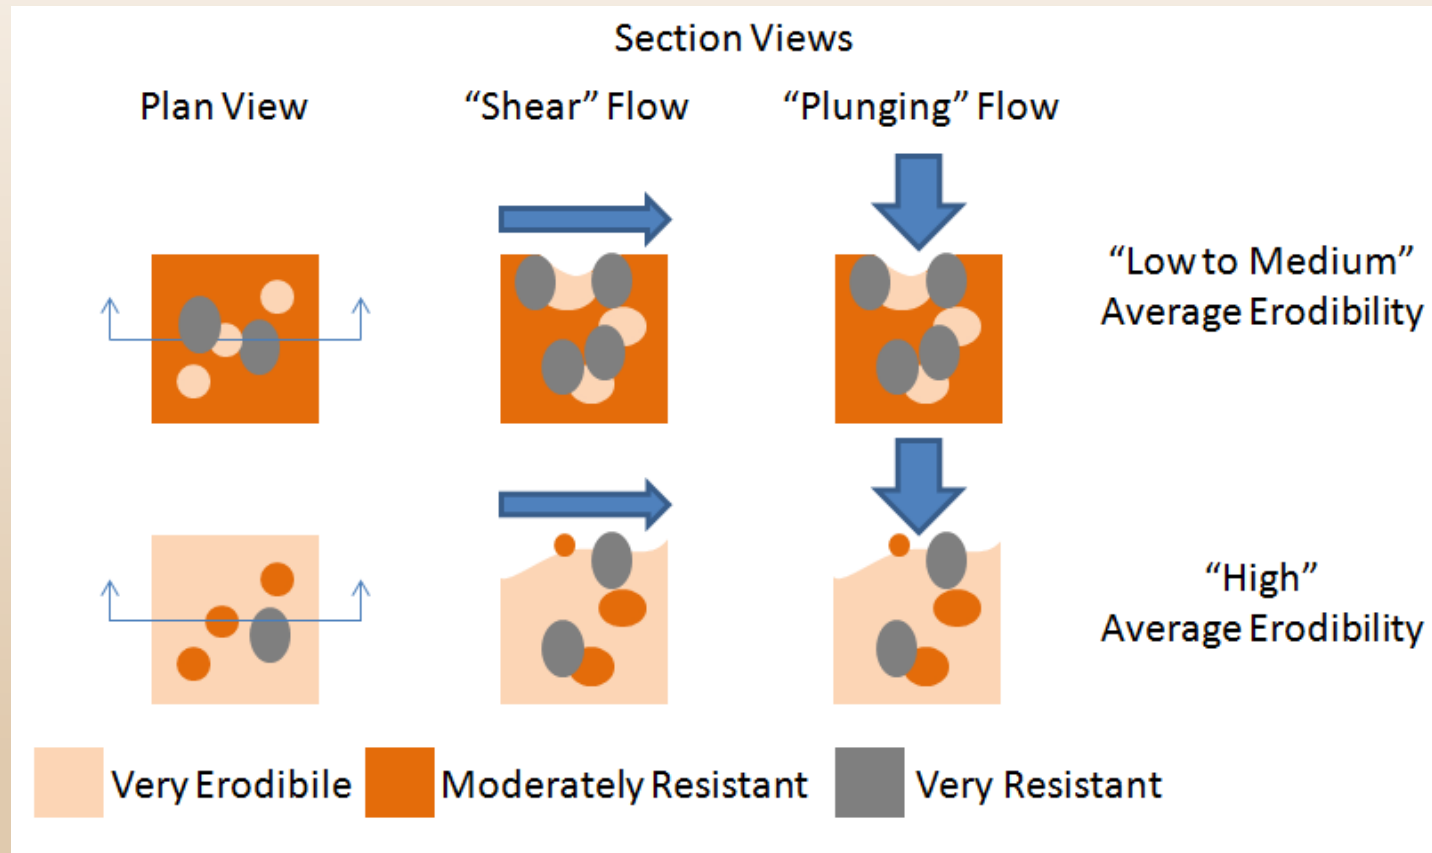 Section Views
Plan View
“Shear” Flow
“Plunging” Flow
“Low to Medium”
Average Erodibility
“High”
Average Erodibility
Very Erodibile
Moderately Resistant
Very Resistant